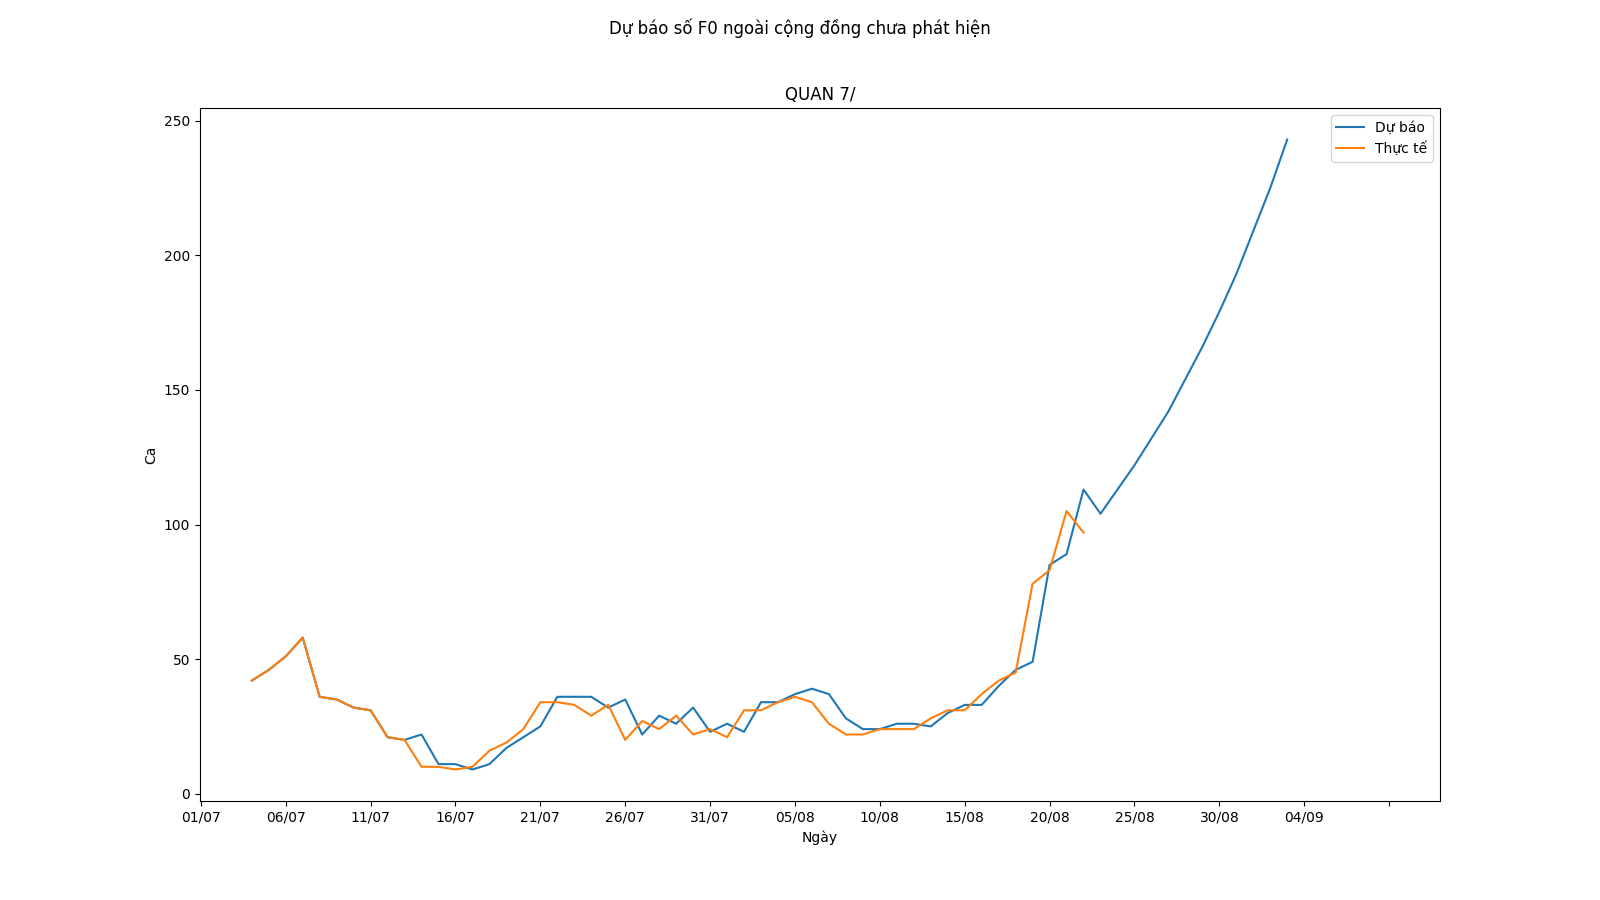 Dự báo số F0 ngoài cộng đồng chưa phát hiện
QUAN 7/
250
200
150
100
50
0
Ca
Dự báo
Thực tế
01/07 06/07 11/07 16/07 21/07 26/07 31/07 05/08 10/08 15/08 20/08 25/08 30/08 04/09
Ngày